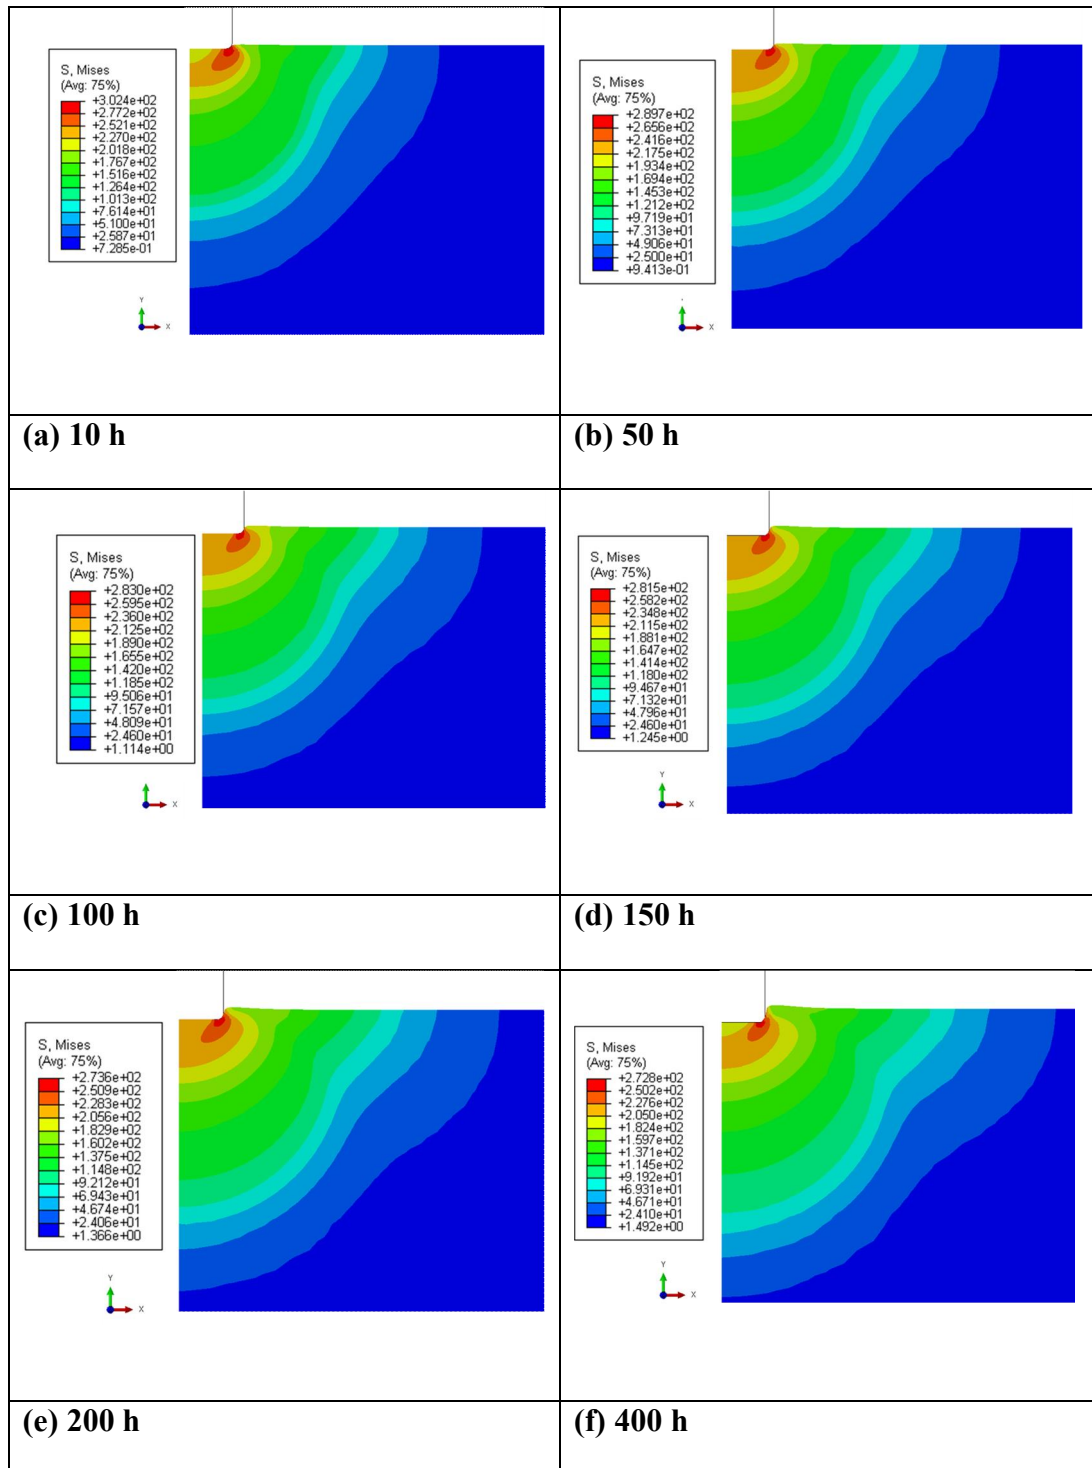 S, Mises
(Avg: 75%)
+3.024e+02
+2.772e+02
+2.521e+02
+2.270e+02
+2.018e+02
+1.767e+02
+1.516e+02
+1.264e+02
+1.013e+02
+7.614e+01
+5.100e+01
+2.587e+01
+7.285e-01
Y
X
(a) 10 h
S, Mises
(Avg: 75%)
+2.897e+02
+2.656e+02
+2.416e+02
+2.175e+02
+1.934e+02
+1.694e+02
+1.453e+02
+1.212e+02
+9.719e+01
+7.313e+01
+4.906e+01
+2.500e+01
+9.413e-01
X
(b) 50 h
S, Mises
(Avg: 75%)
+2.830e+02
+2.595e+02
+2.360e+02
+2.125e+02
+1.890e+02
+1.655e+02
+1.420e+02
+1.185e+02
+9.506e+01
+7.157e+01
+4.809e+01
+2.460e+01
+1.114e+00
X
(c) 100 h
S, Mises
(Avg: 75%)
+2.815e+02
+2.582e+02
+2.348e+02
+2.115e+02
+1.881e+02
+1.647e+02
+1.414e+02
+1.180e+02
+9.467e+01
+7.132e+01
+4.796e+01
+2.460e+01
+1.245e+00
Y
X
(d) 150 h
S, Mises
(Avg: 75%)
+2.736e+02
+2.509e+02
+2.283e+02
+2.056e+02
+1.829e+02
+1.602e+02
+1.375e+02
+1.148e+02
+9.212e+01
+6.943e+01
+4.674e+01
+2.406e+01
+1.366e+00
Y
X
(e) 200 h
S, Mises
(Avg: 75%)
+2.728e+02
+2.502e+02
+2.276e+02
+2.050e+02
+1.824e+02
+1.597e+02
+1.371e+02
+1.145e+02
+9.192e+01
+6.931e+01
+4.671e+01
+2.410e+01
+1.492e+00
Y
X
(f) 400 h